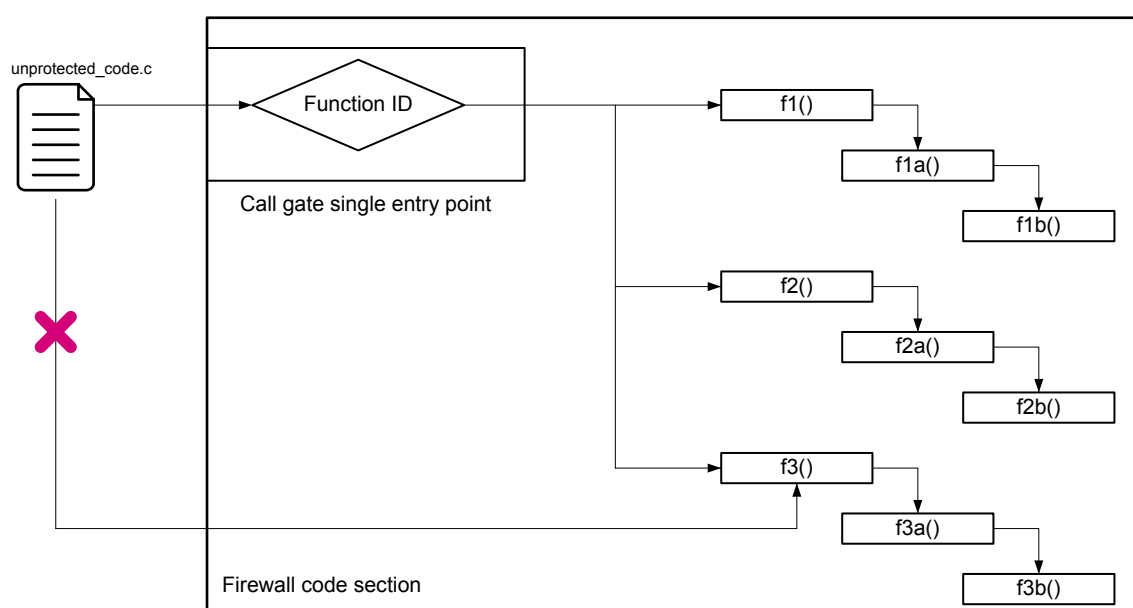 unprotected_code.c
Function ID
Call gate single entry point
f1()
f1a()
f1b()
f2()
f2a()
f2b()
f3()
f3a()
f3b()
Firewall code section